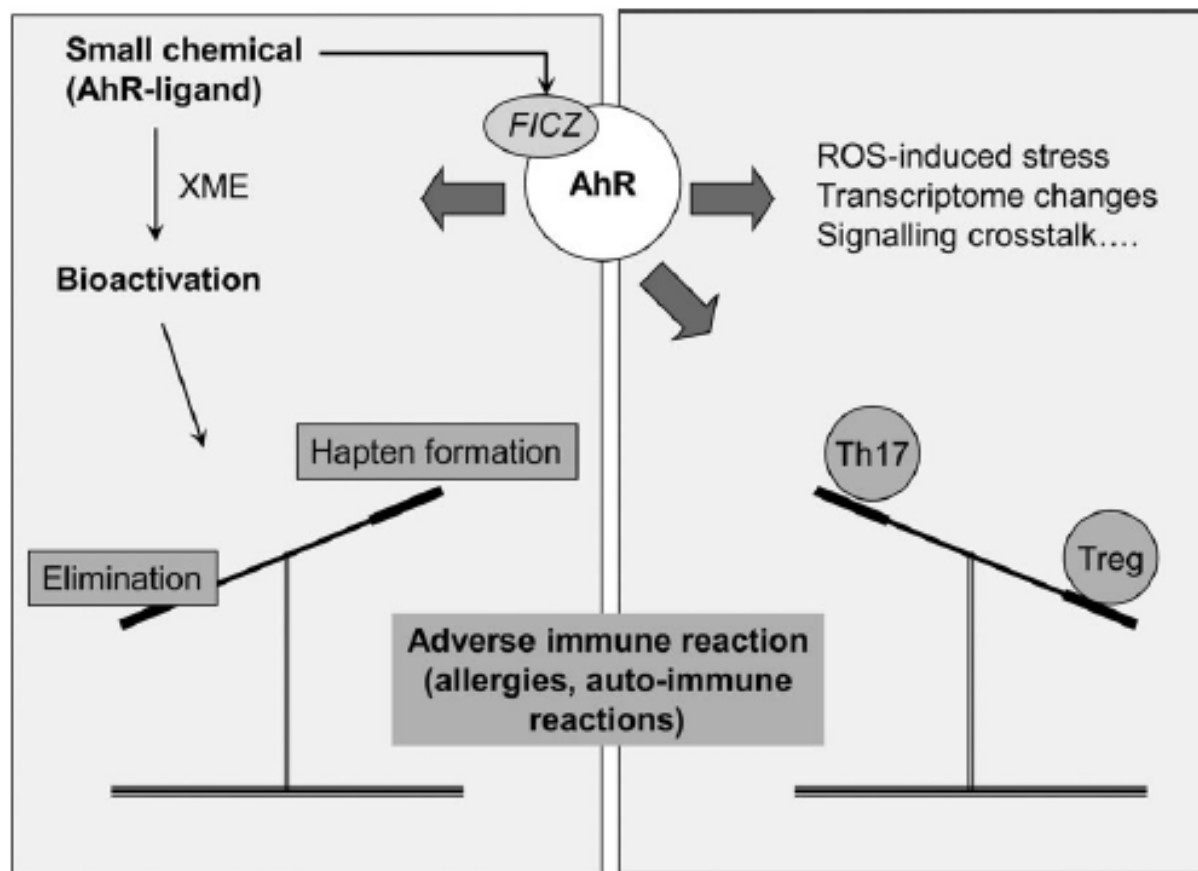 Small chemical
(AhR-ligand)
FICZ
AhR
XME
Bioactivation
Hapten formation
Elimination
ROS-induced stress
Transcriptome changes
Signalling crosstalk....
Th17
Treg
Adverse immune reaction
(allergies, auto-immune
reactions)